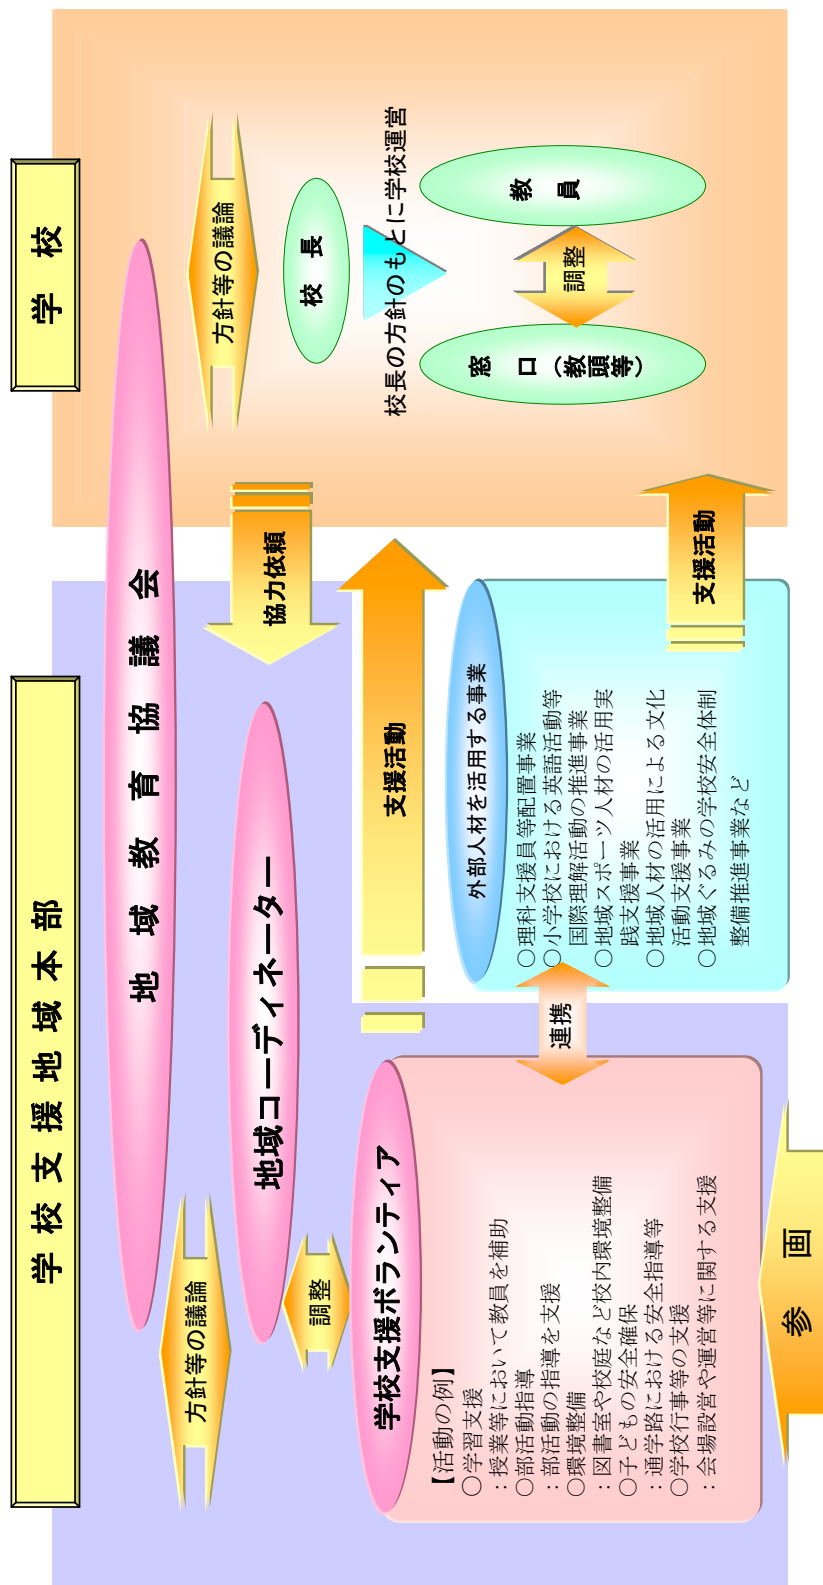 学校支援地域本部
学　校
地　域　教　育　協　議　会
方針等の議論
方針等の議論
地域コーディネーター
協力依頼
校　長
調整
校長の方針のもとに学校運営
学校支援ボランティア
支援活動
【活動の例】
○学習支援
：授業等において教員を補助
○部活動指導
：部活動の指導を支援
○環境整備
：図書室や校庭など校内環境整備
○子どもの安全確保
：通学路における安全指導等
○学校行事等の支援
：会場設営や運営等に関する支援
連携
外部人材を活用する事業
○理科支援員等配置事業
○小学校における英語活動等
国際理解活動の推進事業
○地域スポーツ人材の活用実
践支援事業
○地域人材の活用による文化
活動支援事業
○地域ぐるみの学校安全体制
整備推進事業など
窓　口（教頭等）
調整
教　員
支援活動
参　画